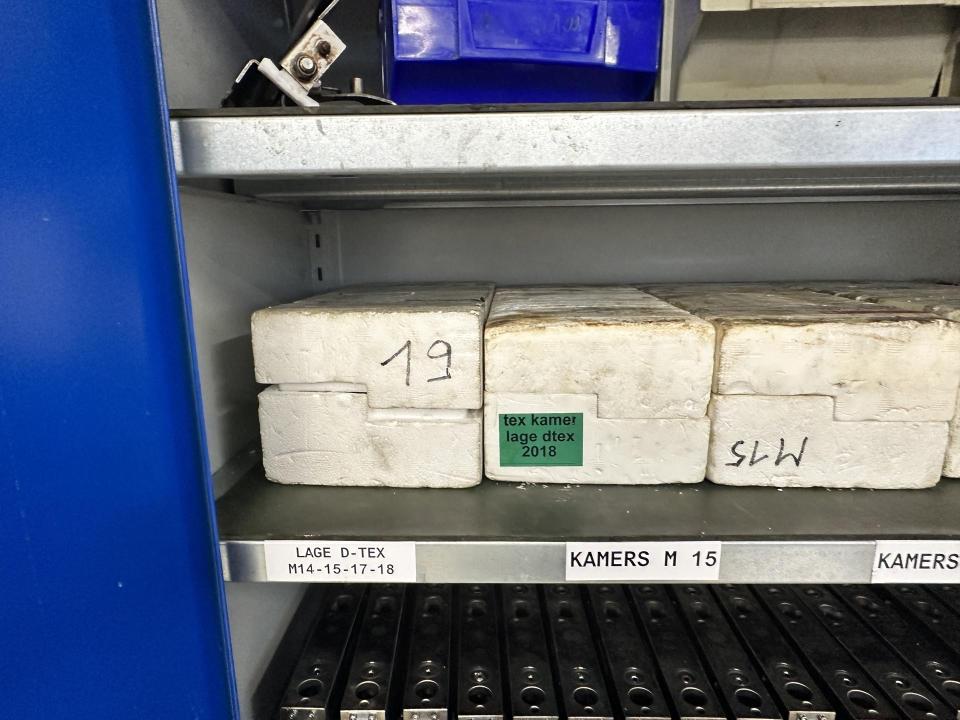 19
tex kamer
lage dtex
2018
M15
LAGE D-TEX
M14-15-17-18
KAMERS M 15
KAMERS